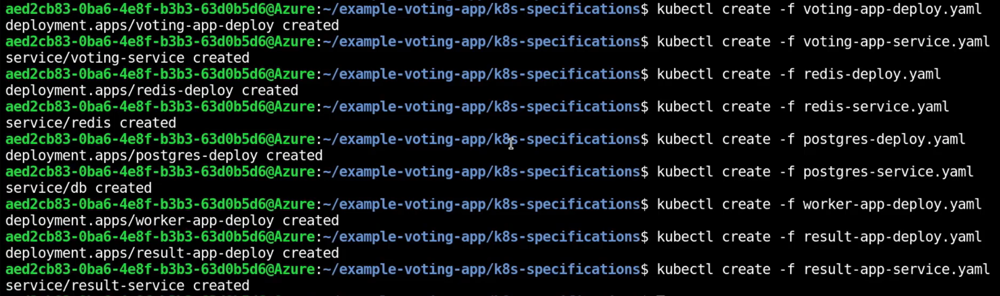 aed2cb83-0ba6-4e8f-b3b3-63d0b5d6@Azure:~/example-voting-app/k8s-specifications$ kubectl create -f voting-app-deploy.yaml
deployment.apps/voting-app-deploy created
aed2cb83-0ba6-4e8f-b3b3-63d0b5d6@Azure:~/example-voting-app/k8s-specifications$ kubectl create -f voting-app-service.yaml
service/voting-service created
aed2cb83-0ba6-4e8f-b3b3-63d0b5d6@Azure:~/example-voting-app/k8s-specifications$ kubectl create -f redis-deploy.yaml
deployment.apps/redis-deploy created
aed2cb83-0ba6-4e8f-b3b3-63d0b5d6@Azure:~/example-voting-app/k8s-specifications$ kubectl create -f redis-service.yaml
service/redis created
aed2cb83-0ba6-4e8f-b3b3-63d0b5d6@Azure:~/example-voting-app/k8s-specifications$ kubectl create -f postgres-deploy.yaml
deployment.apps/postgres-deploy created
aed2cb83-0ba6-4e8f-b3b3-63d0b5d6@Azure:~/example-voting-app/k8s-specifications$ kubectl create -f postgres-service.yaml
service/db created
aed2cb83-0ba6-4e8f-b3b3-63d0b5d6@Azure:~/example-voting-app/k8s-specifications$ kubectl create -f worker-app-deploy.yaml
deployment.apps/worker-app-deploy created
aed2cb83-0ba6-4e8f-b3b3-63d0b5d6@Azure:~/example-voting-app/k8s-specifications$ kubectl create -f result-app-deploy.yaml
deployment.apps/result-app-deploy created
aed2cb83-0ba6-4e8f-b3b3-63d0b5d6@Azure:~/example-voting-app/k8s-specifications$ kubectl create -f result-app-service.yaml
service/result-service created